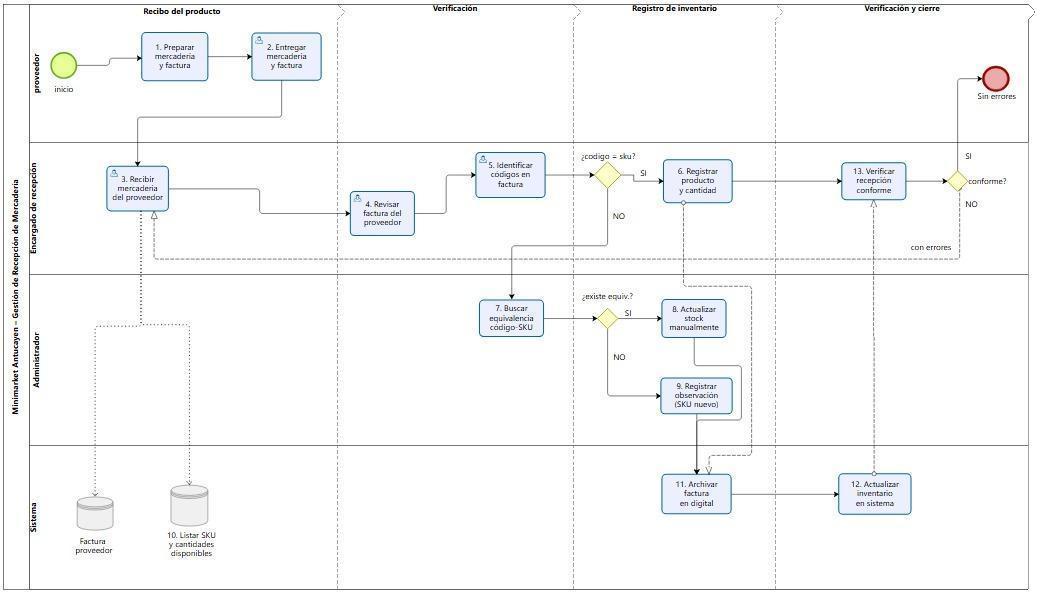 Recibo del producto
Verificación
Registro de inventario
Verificación y cierre
Minimarket Antucayen – Gestión de Recepción de Mercadería
proveedor
inicio
1. Preparar
mercadería
y factura
2. Entregar
mercadería
y factura
Sin errores
Encargado de recepción
3. Recibir
mercadería
del proveedor
4. Revisar
factura del
proveedor
5. Identificar
códigos en
factura
¿codigo = sku?
SI
NO
6. Registrar
producto
y cantidad
13. Verificar
recepción
conforme
SI
conforme?
NO
con errores
Administrador
7. Buscar
equivalencia
código-SKU
¿existe equiv.?
SI
NO
8. Actualizar
stock
manualmente
9. Registrar
observación
(SKU nuevo)
Sistema
Factura
proveedor
10. Listar SKU
y cantidades
disponibles
11. Archivar
factura
en digital
12. Actualizar
inventario
en sistema